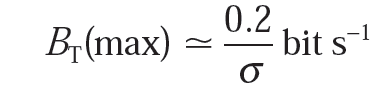 B_T(max) ≃ 0.2/σ bit s⁻¹